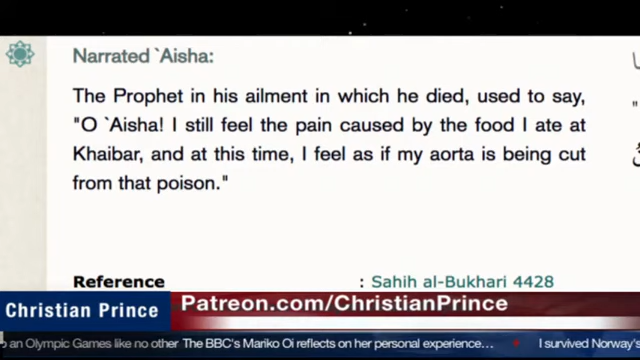 Narrated `Aisha:
The Prophet in his ailment in which he died, used to say,
"O `Aisha! I still feel the pain caused by the food I ate at
Khaibar, and at this time, I feel as if my aorta is being cut
from that poison."
Reference : Sahih al-Bukhari 4428
Christian Prince Patreon.com/ChristianPrince
o an Olympic Games like no other The BBC's Mariko Oi reflects on her personal experience... I survived Norway's